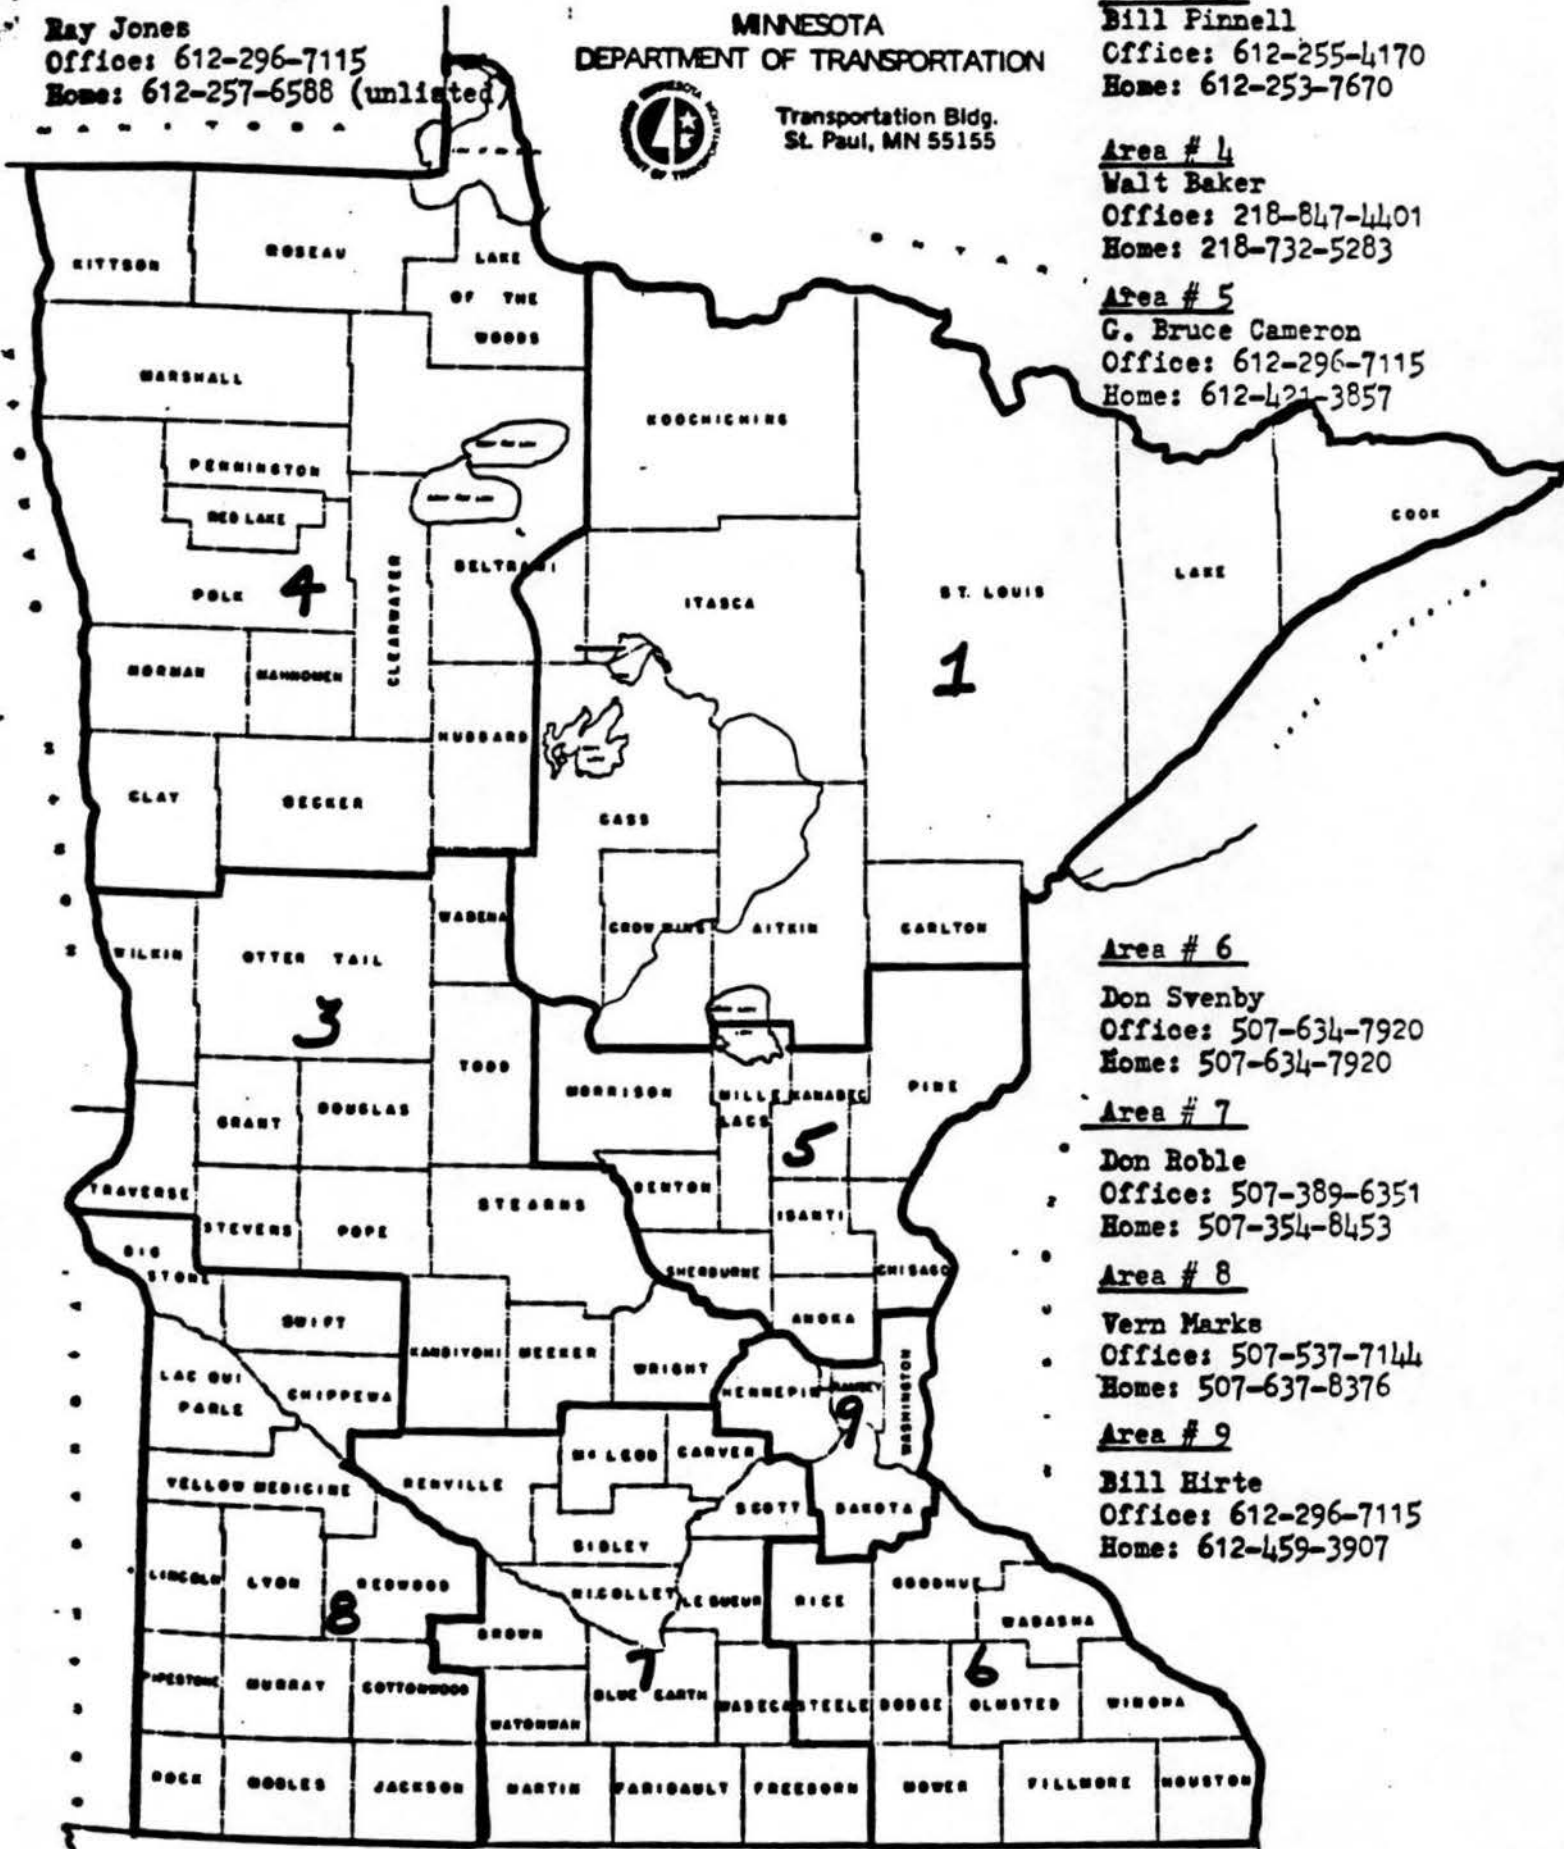 Ray Jones
Office: 612-296-7115
Home: 612-257-6588 (unlisted)
MINNESOTA
DEPARTMENT OF TRANSPORTATION
Transportation Bldg.
St. Paul, MN 55155
Bill Pinnell
Office: 612-255-4170
Home: 612-253-7670
Area # 4
Walt Baker
Office: 218-847-4401
Home: 218-732-5283
Area # 5
G. Bruce Cameron
Office: 612-296-7115
Home: 612-421-3857
KITTSON
ROSEAU
LAKE
OF THE
WOODS
MARSHALL
KOOCHICHING
PENNINGTON
RED LAKE
COOK
POLK
4
CLEARWATER
BELTRAMI
ITASCA
ST. LOUIS
LAKE
1
NORMAN
MAHNOMEN
HUBBARD
CLAY
BECKER
CASS
WADENA
CROW WING
AITKIN
CARLTON
WILKIN
OTTER TAIL
3
Area # 6
Don Svenby
Office: 507-634-7920
Home: 507-634-7920
TODD
MORRISON
MILLE
LACS
KANABEC
PINE
GRANT
DOUGLAS
5
Area # 7
Don Roble
Office: 507-389-6351
Home: 507-354-8453
TRAVERSE
STEVENS
POPE
STEARNS
BENTON
ISANTI
BIG
STONE
SHERBURNE
CHISAGO
Area # 8
Vern Marks
Office: 507-537-7144
Home: 507-637-8376
SWIFT
KANDIYOHI
MEEKER
WRIGHT
ANOKA
LAC QUI
PARLE
CHIPPEWA
HENNEPIN
RAMSEY
WASHINGTON
9
Area # 9
Bill Hirte
Office: 612-296-7115
Home: 612-459-3907
YELLOW MEDICINE
RENVILLE
MC LEOD
CARVER
SCOTT
DAKOTA
SIBLEY
LINCOLN
LYON
REDWOOD
8
NICOLLET
LE SUEUR
RICE
GOODHUE
WABASHA
BROWN
7
6
PIPESTONE
MURRAY
COTTONWOOD
WATONWAN
BLUE EARTH
WASECA
STEELE
DODGE
OLMSTED
WINONA
ROCK
NOBLES
JACKSON
MARTIN
FARIBAULT
FREEBORN
MOWER
FILLMORE
HOUSTON